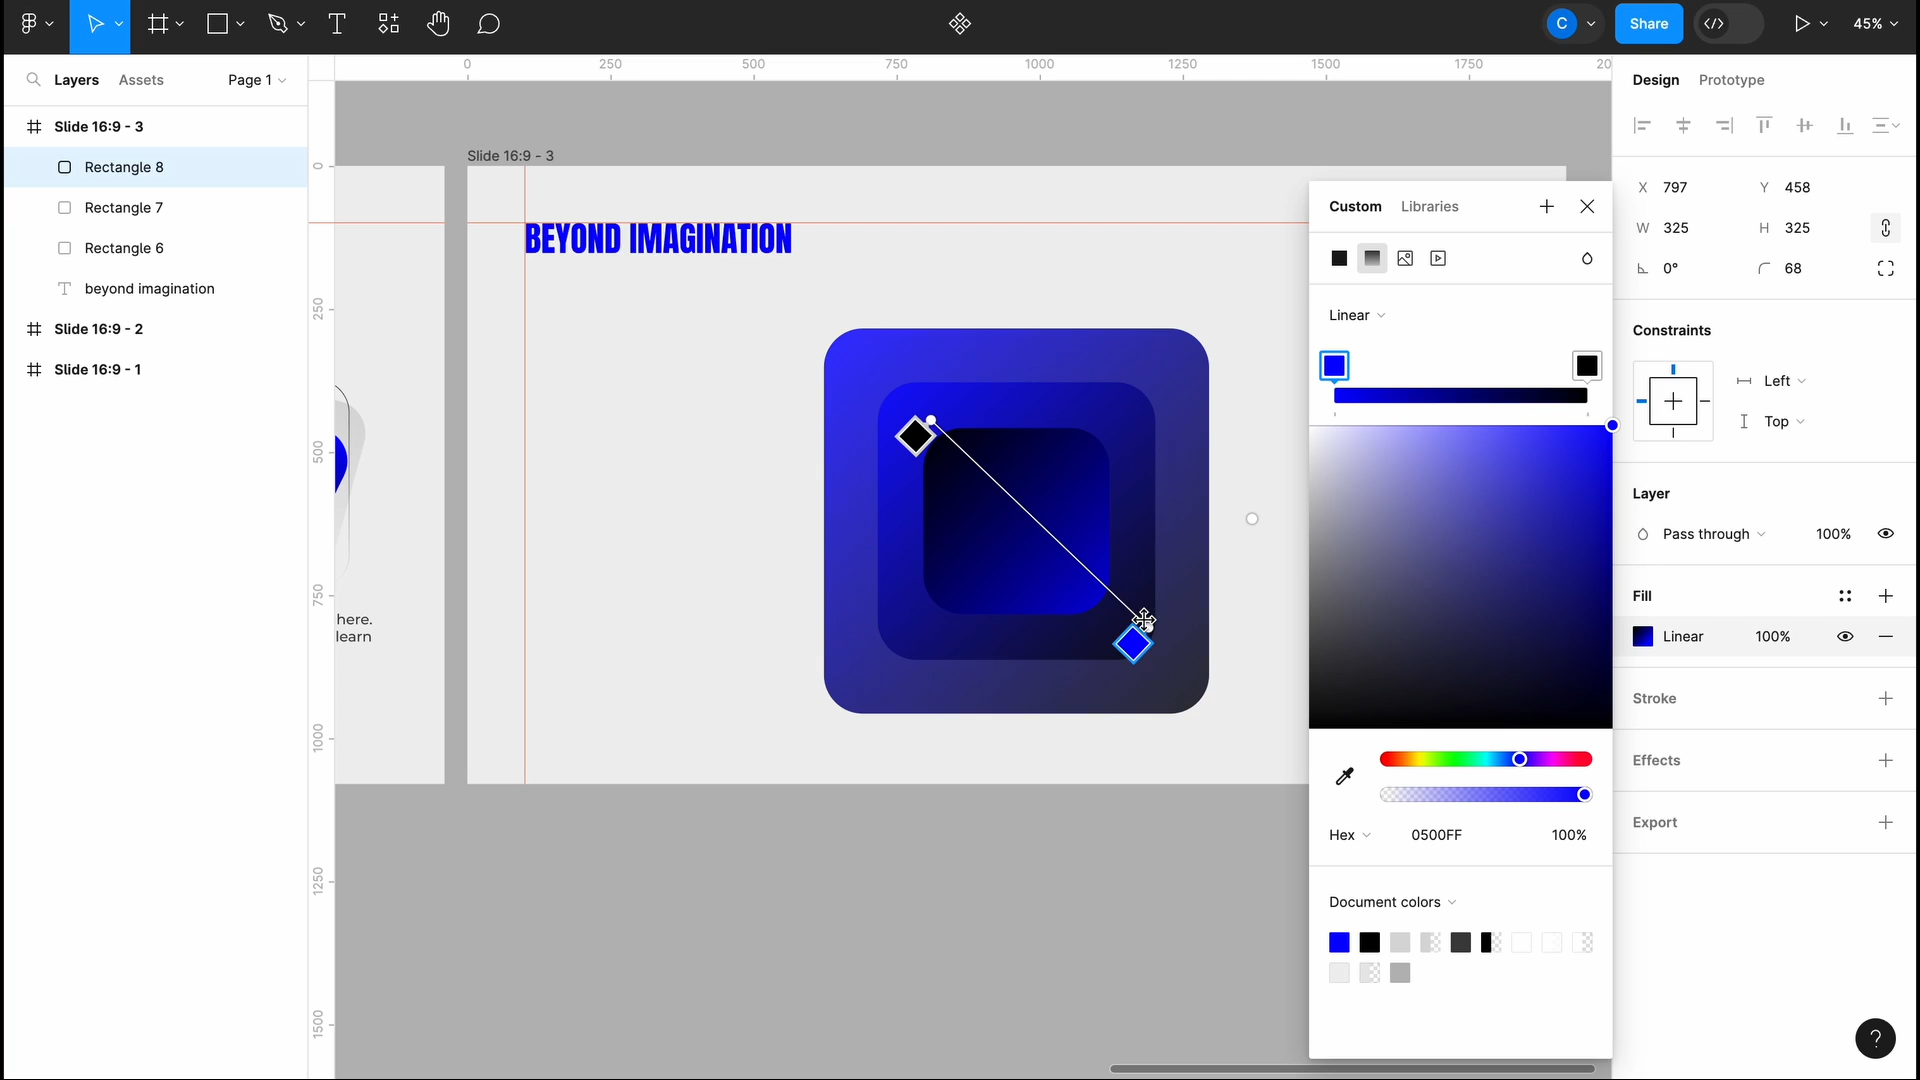 C
Share
45%
Layers
Assets
Page 1
Slide 16:9 - 3
Rectangle 8
Rectangle 7
Rectangle 6
beyond imagination
Slide 16:9 - 2
Slide 16:9 - 1
0
250
500
750
1000
1250
1500
1750
20
0
250
500
750
1000
1250
1500
Slide 16:9 - 3
BEYOND IMAGINATION
here.
learn
Custom
Libraries
Linear
Hex
0500FF
100%
Document colors
Design
Prototype
X 797
Y 458
W 325
H 325
0°
68
Constraints
Left
Top
Layer
Pass through
100%
Fill
Linear
100%
Stroke
Effects
Export
?